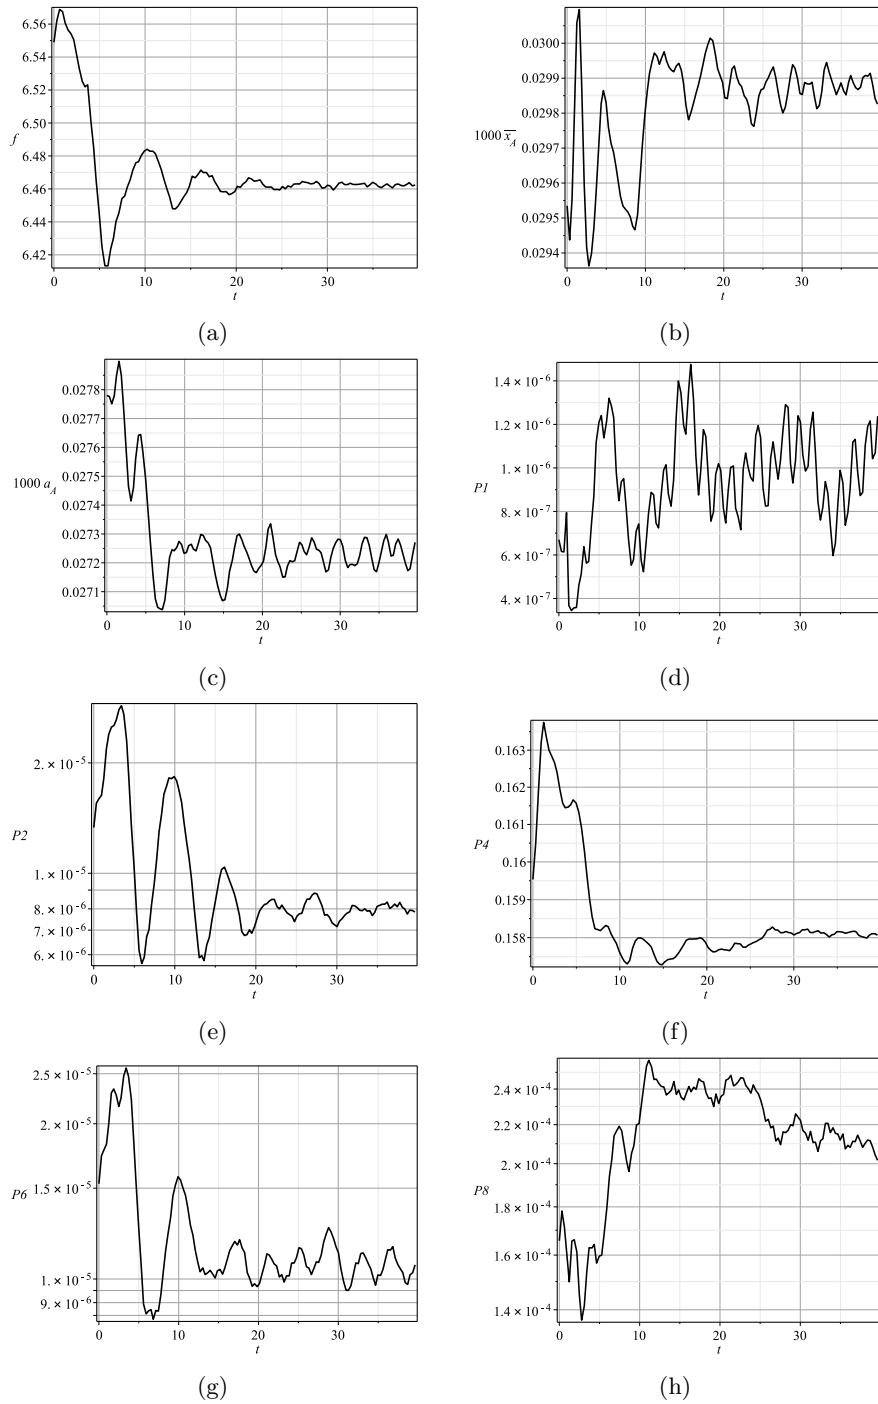 6.56
6.54
6.52
6.50
f
6.48
6.46
6.44
6.42
0 10 20 30
t
(a)
0.0300
0.0299
0.0298
1000 x̄_A
0.0297
0.0296
0.0295
0.0294
0 10 20 30
t
(b)
0.0278
0.0277
0.0276
0.0275
1000 a_A
0.0274
0.0273
0.0272
0.0271
0 10 20 30
t
(c)
1.4 × 10⁻⁶
1.2 × 10⁻⁶
1. × 10⁻⁶
P1
8. × 10⁻⁷
6. × 10⁻⁷
4. × 10⁻⁷
0 10 20 30
t
(d)
2. × 10⁻⁵
P2
1. × 10⁻⁵
8. × 10⁻⁶
7. × 10⁻⁶
6. × 10⁻⁶
0 10 20 30
t
(e)
0.163
0.162
P4
0.161
0.16
0.159
0.158
0 10 20 30
t
(f)
2.5 × 10⁻⁵
2. × 10⁻⁵
P6
1.5 × 10⁻⁵
1. × 10⁻⁵
9. × 10⁻⁶
0 10 20 30
t
(g)
2.4 × 10⁻⁴
2.2 × 10⁻⁴
2. × 10⁻⁴
P8
1.8 × 10⁻⁴
1.6 × 10⁻⁴
1.4 × 10⁻⁴
0 10 20 30
t
(h)